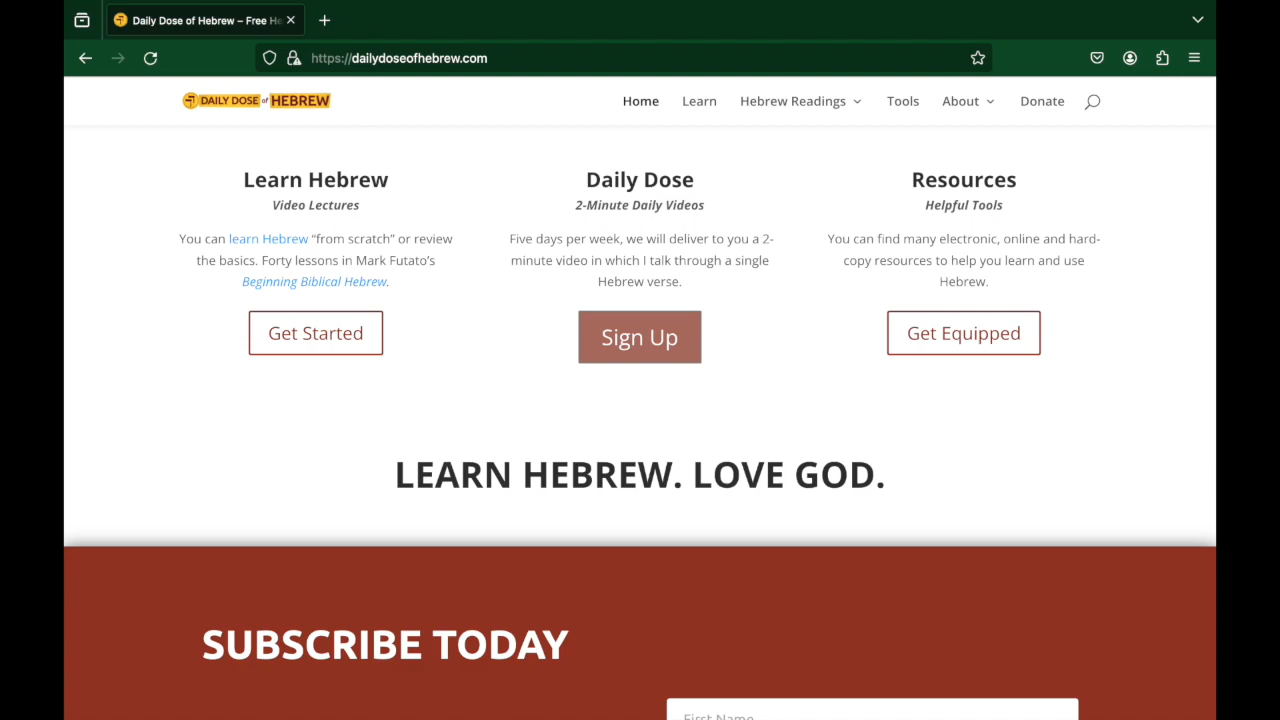 Daily Dose of Hebrew – Free He
https://dailydoseofhebrew.com
DAILY DOSE of HEBREW
Home Learn Hebrew Readings Tools About Donate
Learn Hebrew
Video Lectures
You can learn Hebrew “from scratch” or review
the basics. Forty lessons in Mark Futato’s
Beginning Biblical Hebrew.
Get Started
Daily Dose
2-Minute Daily Videos
Five days per week, we will deliver to you a 2-
minute video in which I talk through a single
Hebrew verse.
Sign Up
Resources
Helpful Tools
You can find many electronic, online and hard-
copy resources to help you learn and use
Hebrew.
Get Equipped
LEARN HEBREW. LOVE GOD.
SUBSCRIBE TODAY
First Name